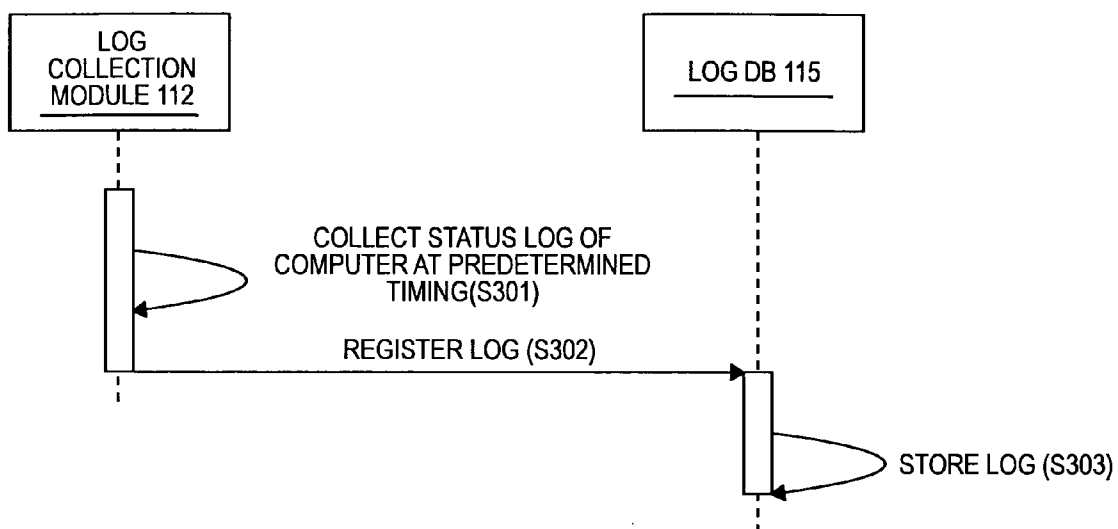 LOG
COLLECTION
MODULE 112
LOG DB 115
COLLECT STATUS LOG OF
COMPUTER AT PREDETERMINED
TIMING(S301)
REGISTER LOG (S302)
STORE LOG (S303)